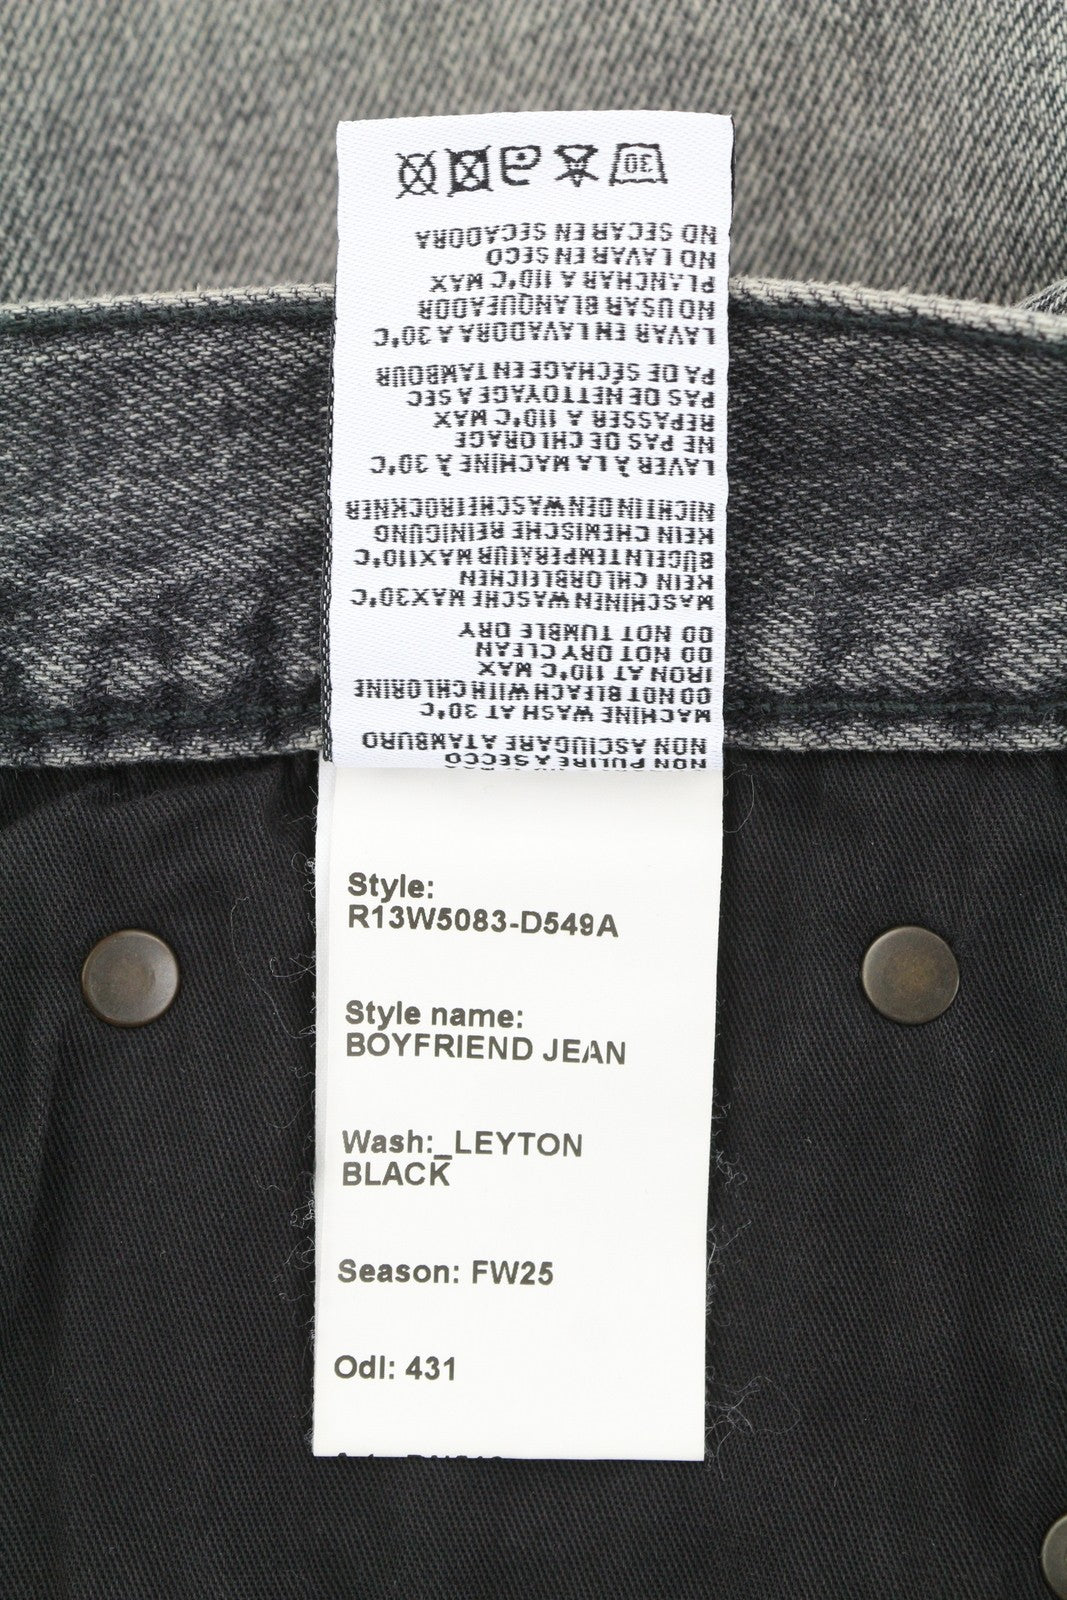 NON PULIRE A SECCO
NON ASCIUGARE A TAMBURO
MACHINE WASH AT 30°C
DO NOT BLEACH WITH CHLORINE
IRON AT 110°C MAX
DO NOT DRY CLEAN
DO NOT TUMBLE DRY
MASCHINEN WASCHE MAX30°C
KEIN CHLORBLEICHEN
BUGELN TEMPERATUR MAX110°C
KEIN CHEMISCHE REINIGUNG
NICHT IN DEN WASCHETROCKNER
LAVER À LA MACHINE À 30°C
NE PAS DE CHLORAGE
REPASSER A 110°C MAX
PAS DE NETTOYAGE A SEC
PA DE SÉCHAGE EN TAMBOUR
LAVAR EN LAVADORA A 30°C
NO USAR BLANQUEADOR
PLANCHAR A 110°C MAX
NO LAVAR EN SECO
NO SECAR EN SECADORA
30
Style:
R13W5083-D549A
Style name:
BOYFRIEND JEAN
Wash:_LEYTON
BLACK
Season: FW25
Odl: 431